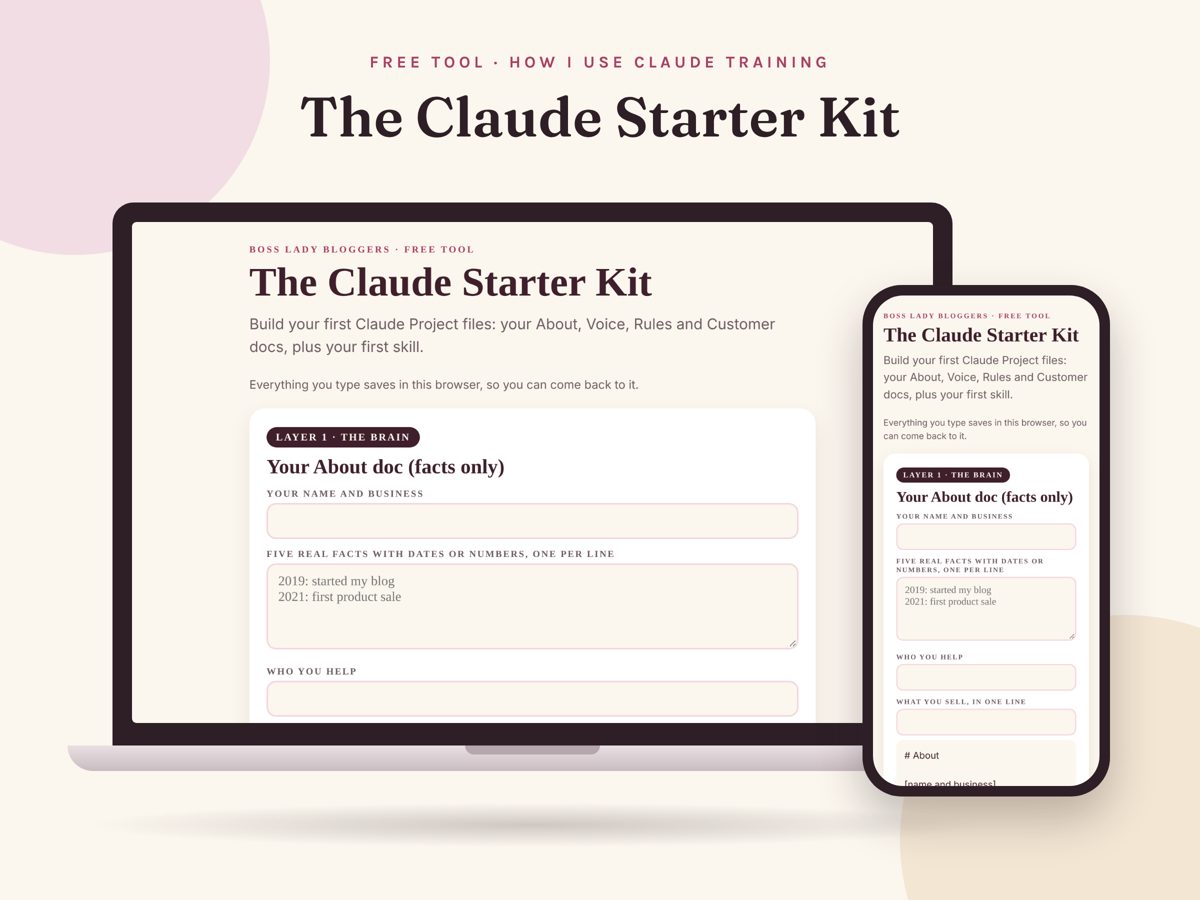 FREE TOOL · HOW I USE CLAUDE TRAINING
The Claude Starter Kit
BOSS LADY BLOGGERS · FREE TOOL
The Claude Starter Kit
Build your first Claude Project files: your About, Voice, Rules and Customer
docs, plus your first skill.
Everything you type saves in this browser, so you can come back to it.
LAYER 1 · THE BRAIN
Your About doc (facts only)
YOUR NAME AND BUSINESS
FIVE REAL FACTS WITH DATES OR NUMBERS, ONE PER LINE
2019: started my blog
2021: first product sale
WHO YOU HELP
BOSS LADY BLOGGERS · FREE TOOL
The Claude Starter Kit
Build your first Claude Project files:
your About, Voice, Rules and Customer
docs, plus your first skill.
Everything you type saves in this browser, so you
can come back to it.
LAYER 1 · THE BRAIN
Your About doc (facts only)
YOUR NAME AND BUSINESS
FIVE REAL FACTS WITH DATES OR
NUMBERS, ONE PER LINE
2019: started my blog
2021: first product sale
WHO YOU HELP
WHAT YOU SELL, IN ONE LINE
# About
[name and business]